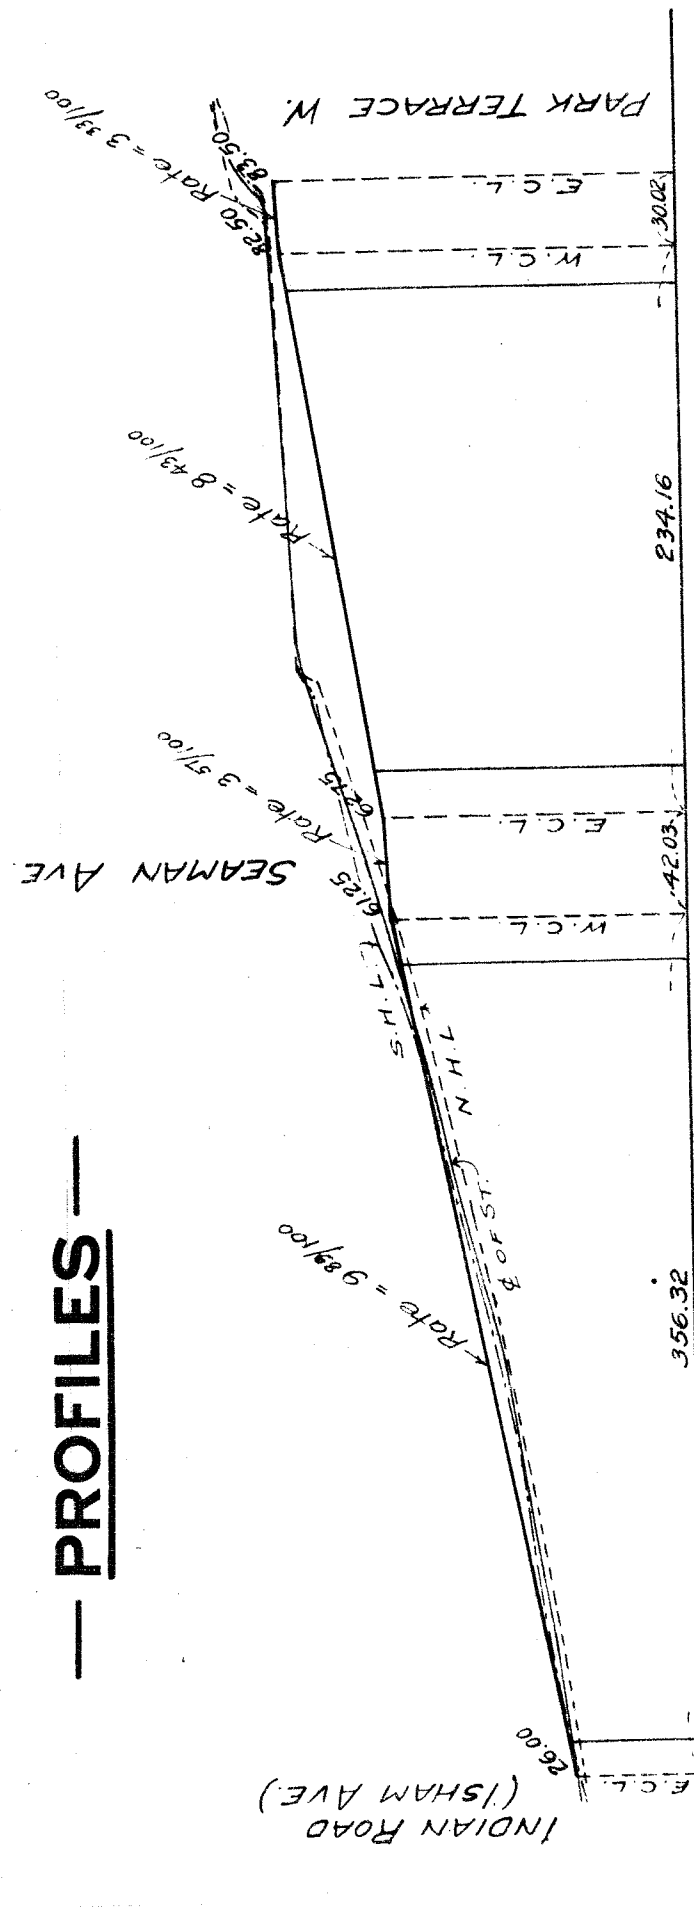 — PROFILES —
INDIAN ROAD
(ISHAM AVE.)
26.00
E.C.L.
Rate = 9 89/100
356.32
₵ OF ST.
N.H.L
S.H.L.
SEAMAN AVE.
61.25
Rate = 3 57/100
62.75
W.C.L.
E.C.L.
42.03
Rate = 8 43/100
234.16
PARK TERRACE W.
82.50
Rate = 3 33/100
83.50
W.C.L.
E.C.L.
30.02